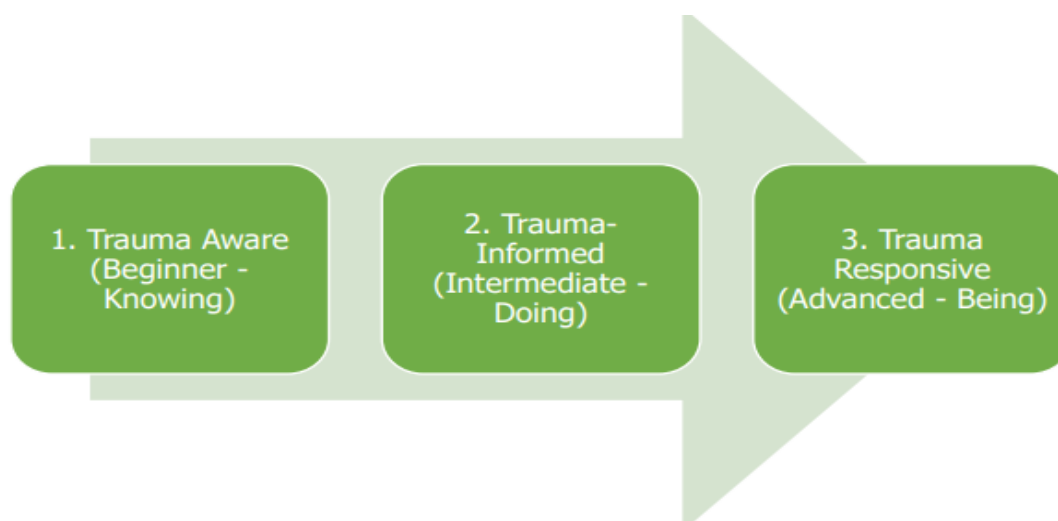 1. Trauma Aware
(Beginner -
Knowing)
2. Trauma-
Informed
(Intermediate -
Doing)
3. Trauma
Responsive
(Advanced - Being)